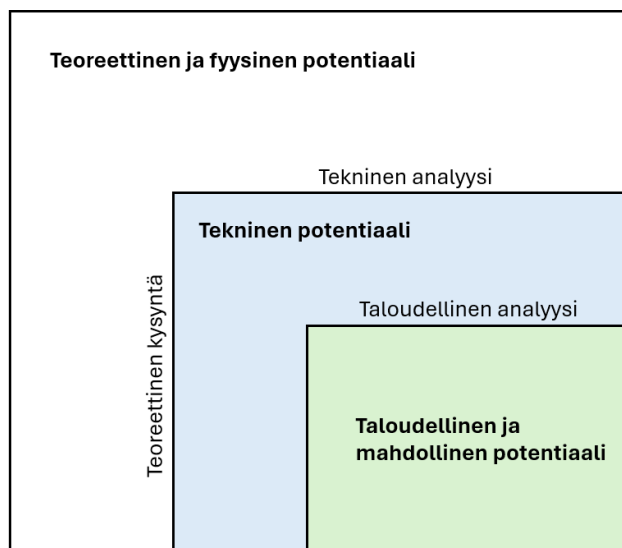 Teoreettinen ja fyysinen potentiaali
Tekninen analyysi
Tekninen potentiaali
Teoreettinen kysyntä
Taloudellinen analyysi
Taloudellinen ja
mahdollinen potentiaali